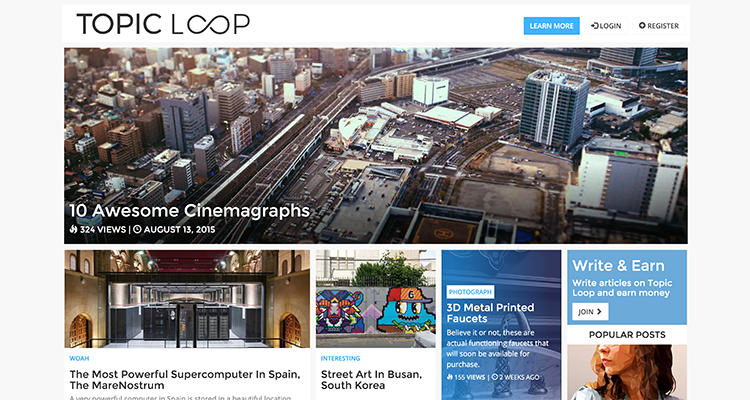 TOPIC LOOP
LEARN MORE
LOGIN
REGISTER
10 Awesome Cinemagraphs
324 VIEWS | AUGUST 13, 2015
WOAH
The Most Powerful Supercomputer In Spain,
The MareNostrum
A very powerful computer in Spain is stored in a beautiful location
INTERESTING
Street Art In Busan,
South Korea
PHOTOGRAPH
3D Metal Printed
Faucets
Believe it or not, these are
actual functioning faucets that
will soon be available for
purchase.
155 VIEWS | 2 WEEKS AGO
Write & Earn
Write articles on Topic
Loop and earn money
JOIN
POPULAR POSTS